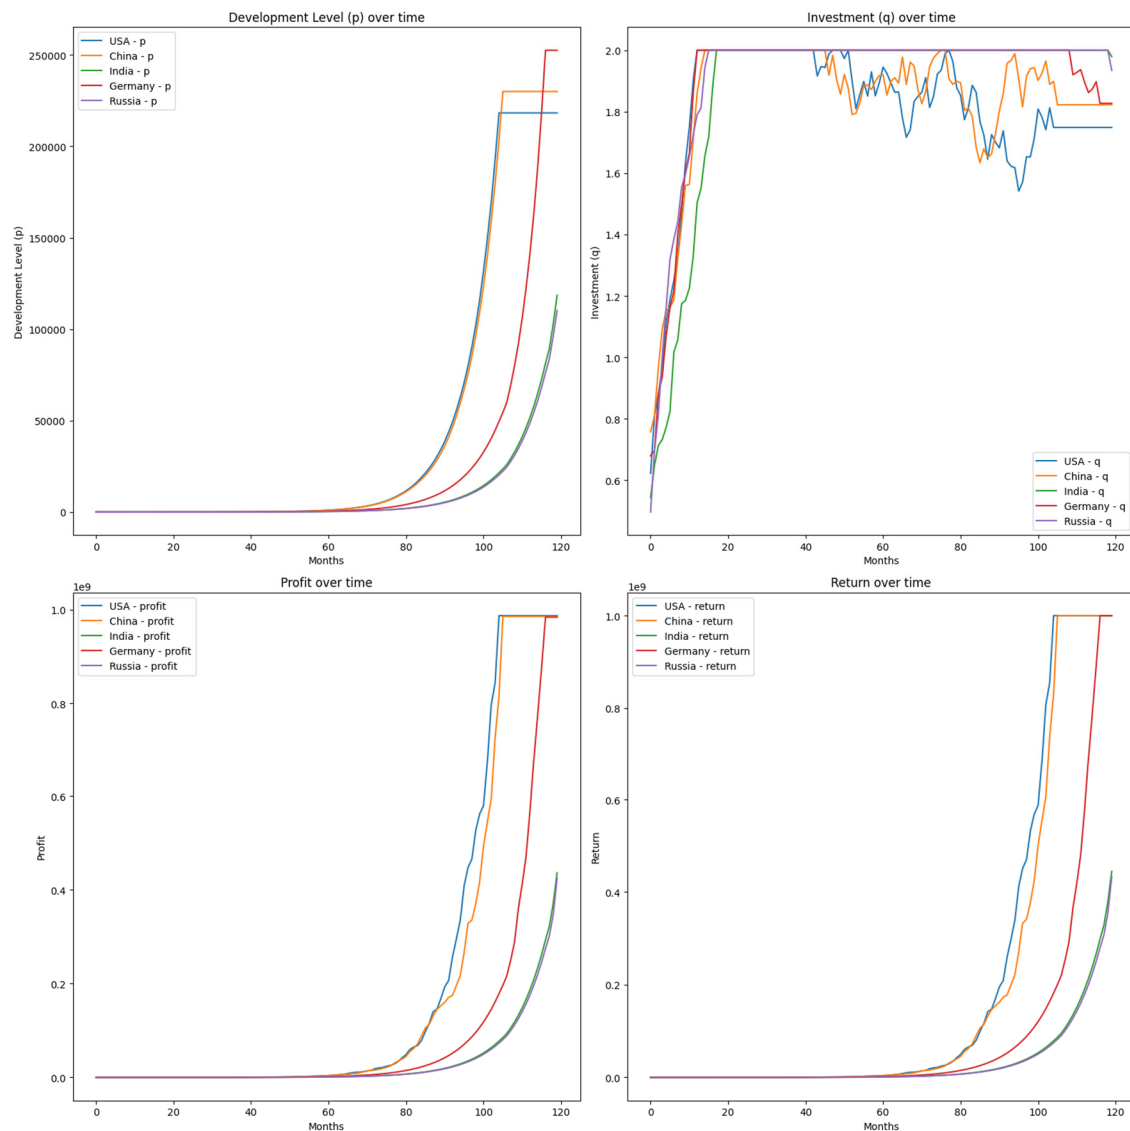 Development Level (p) over time
USA - p
China - p
India - p
Germany - p
Russia - p
250000
200000
150000
100000
50000
0
Development Level (p)
0 20 40 60 80 100 120
Months
Investment (q) over time
2.0
1.8
1.6
1.4
1.2
1.0
0.8
0.6
Investment (q)
USA - q
China - q
India - q
Germany - q
Russia - q
0 20 40 60 80 100 120
Months
Profit over time
1e9
USA - profit
China - profit
India - profit
Germany - profit
Russia - profit
1.0
0.8
0.6
0.4
0.2
0.0
Profit
0 20 40 60 80 100 120
Months
Return over time
1e9
USA - return
China - return
India - return
Germany - return
Russia - return
1.0
0.8
0.6
0.4
0.2
0.0
Return
0 20 40 60 80 100 120
Months